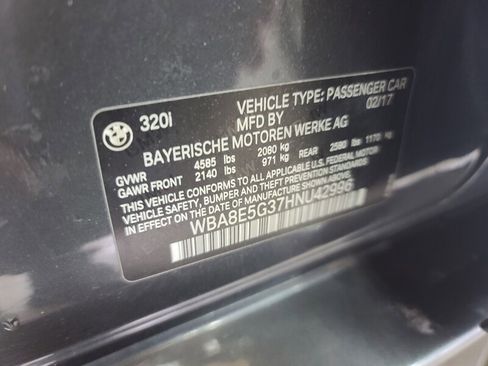 320i VEHICLE TYPE: PASSENGER CAR
MFD BY 02/17
BAYERISCHE MOTOREN WERKE AG
GVWR 4585 lbs 2080 kg
GAWR FRONT 2140 lbs 971 kg REAR 2580 lbs 1170 kg
THIS VEHICLE CONFORMS TO ALL APPLICABLE U.S. FEDERAL MOTOR
VEHICLE SAFETY, BUMPER AND THEFT PREVENTION STANDARDS
IN EFFECT ON THE DATE OF MANUFACTURE SHOWN ABOVE.
WBA8E5G37HNU42996